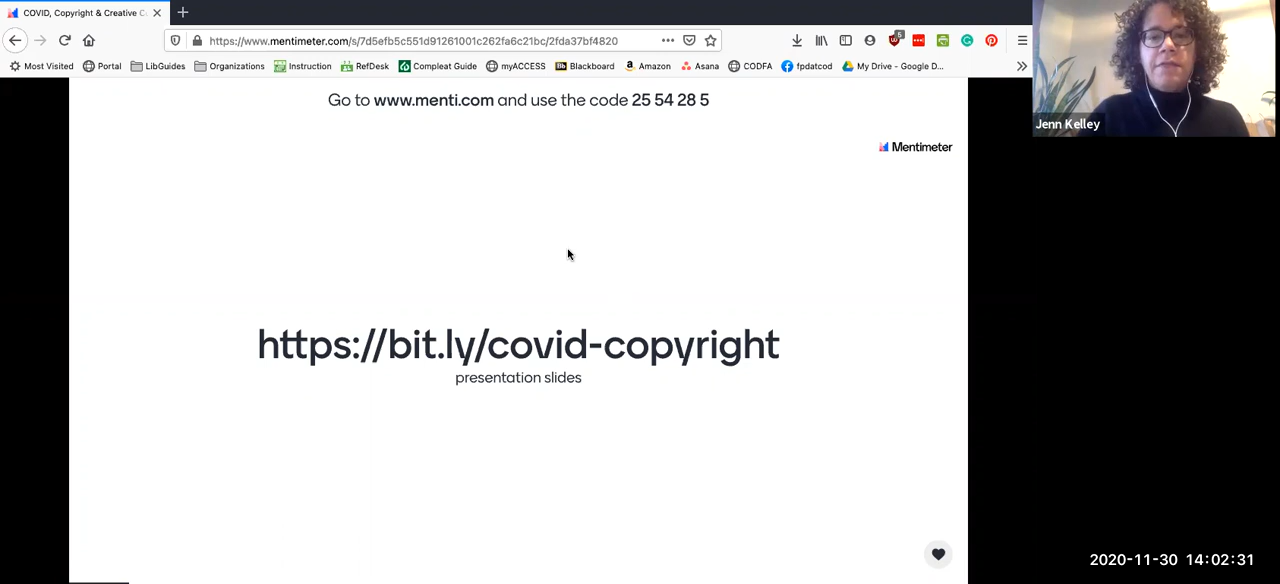 COVID, Copyright & Creative C
https://www.mentimeter.com/s/7d5efb5c551d91261001c262fa6c21bc/2fda37bf4820
5
Most Visited Portal LibGuides Organizations Instruction RefDesk Compleat Guide myACCESS Bb Blackboard Amazon Asana CODFA fpdatcod My Drive - Google D...
Go to www.menti.com and use the code 25 54 28 5
Mentimeter
https://bit.ly/covid-copyright
presentation slides
Jenn Kelley
2020-11-30 14:02:31